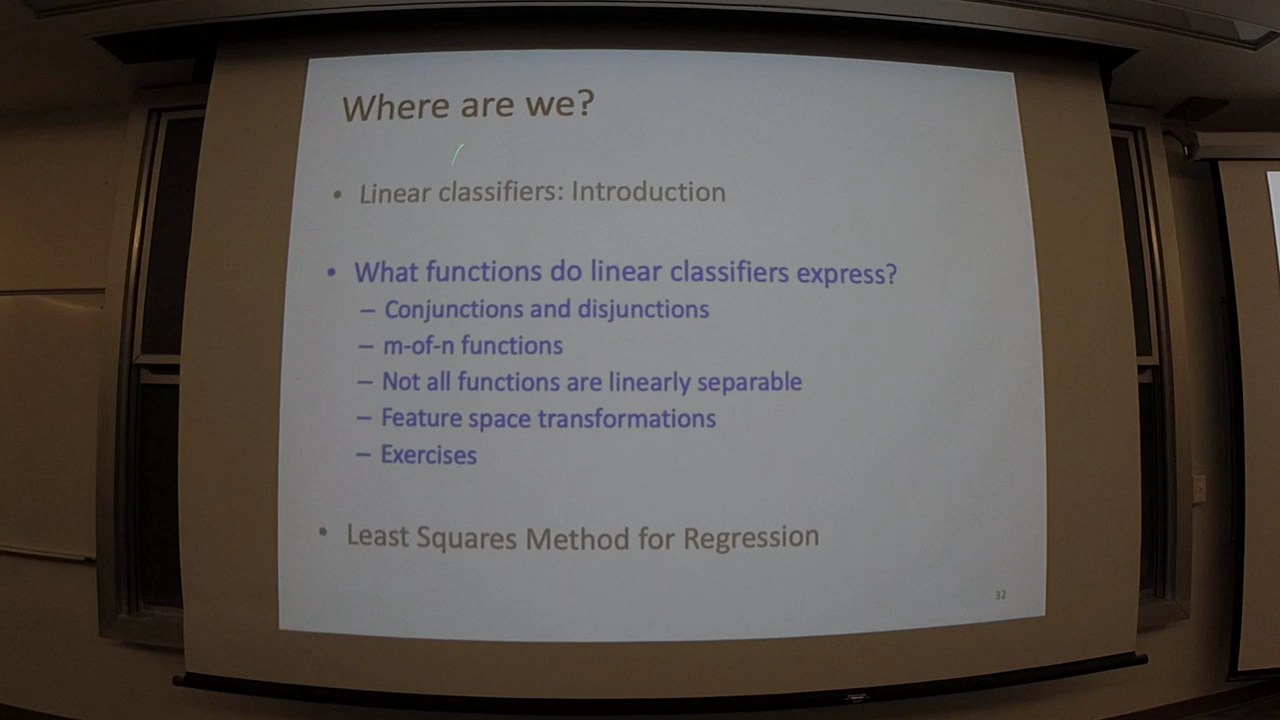 Where are we?
• Linear classifiers: Introduction
• What functions do linear classifiers express?
– Conjunctions and disjunctions
– m-of-n functions
– Not all functions are linearly separable
– Feature space transformations
– Exercises
• Least Squares Method for Regression
32